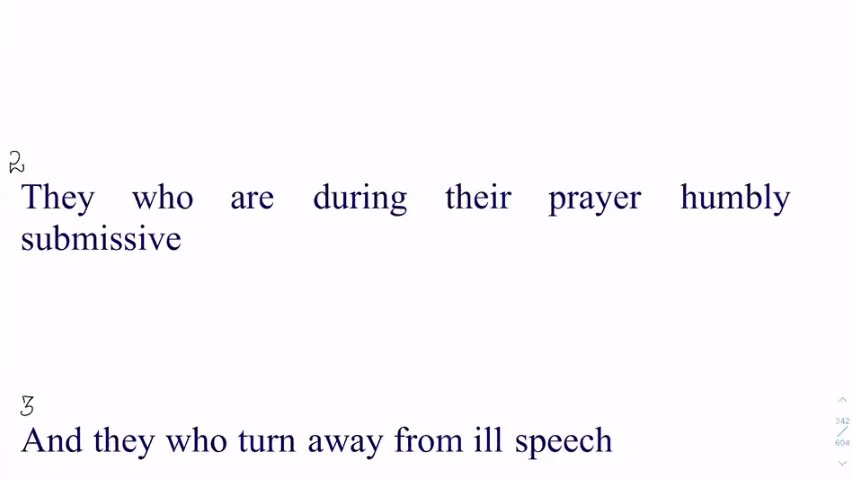 2
They who are during their prayer humbly
submissive
3
And they who turn away from ill speech
342
694